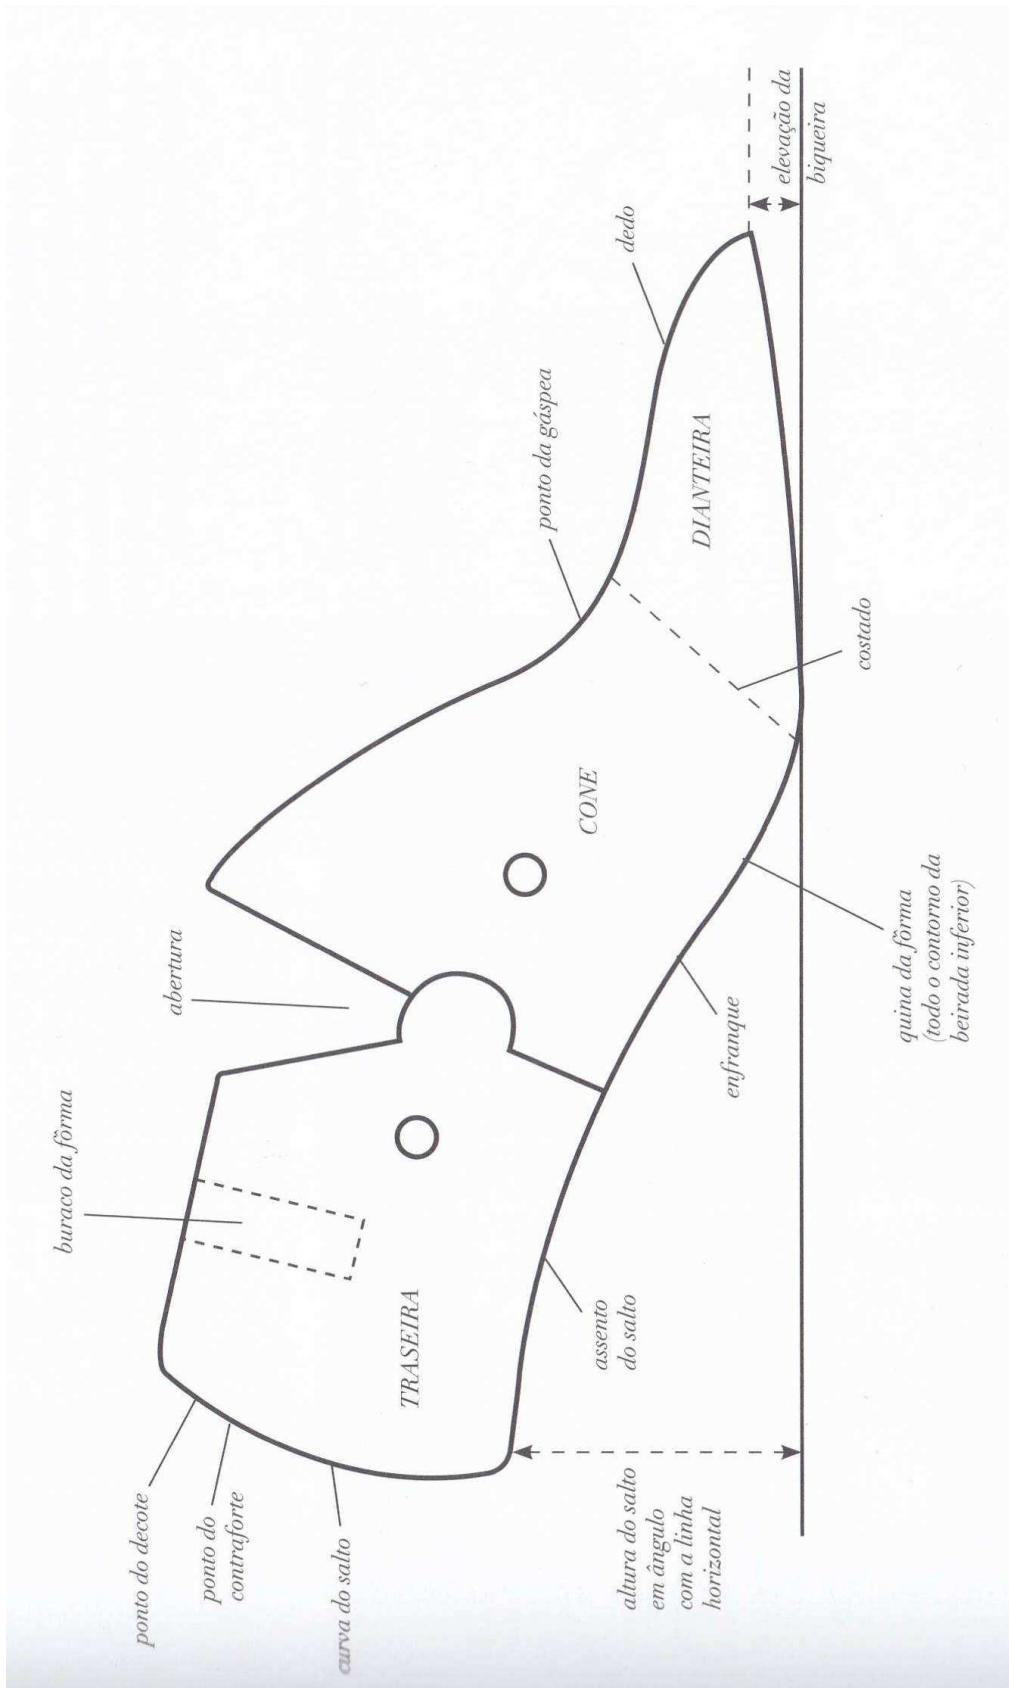 buraco da fôrma
abertura
ponto do decote
ponto do
contraforte
curva do salto
TRASEIRA
CONE
ponto da gáspea
dedo
DIANTEIRA
elevação da
biqueira
altura do salto
em ângulo
com a linha
horizontal
assento
do salto
enfranque
quina da fôrma
(todo o contorno da
beirada inferior)
costado